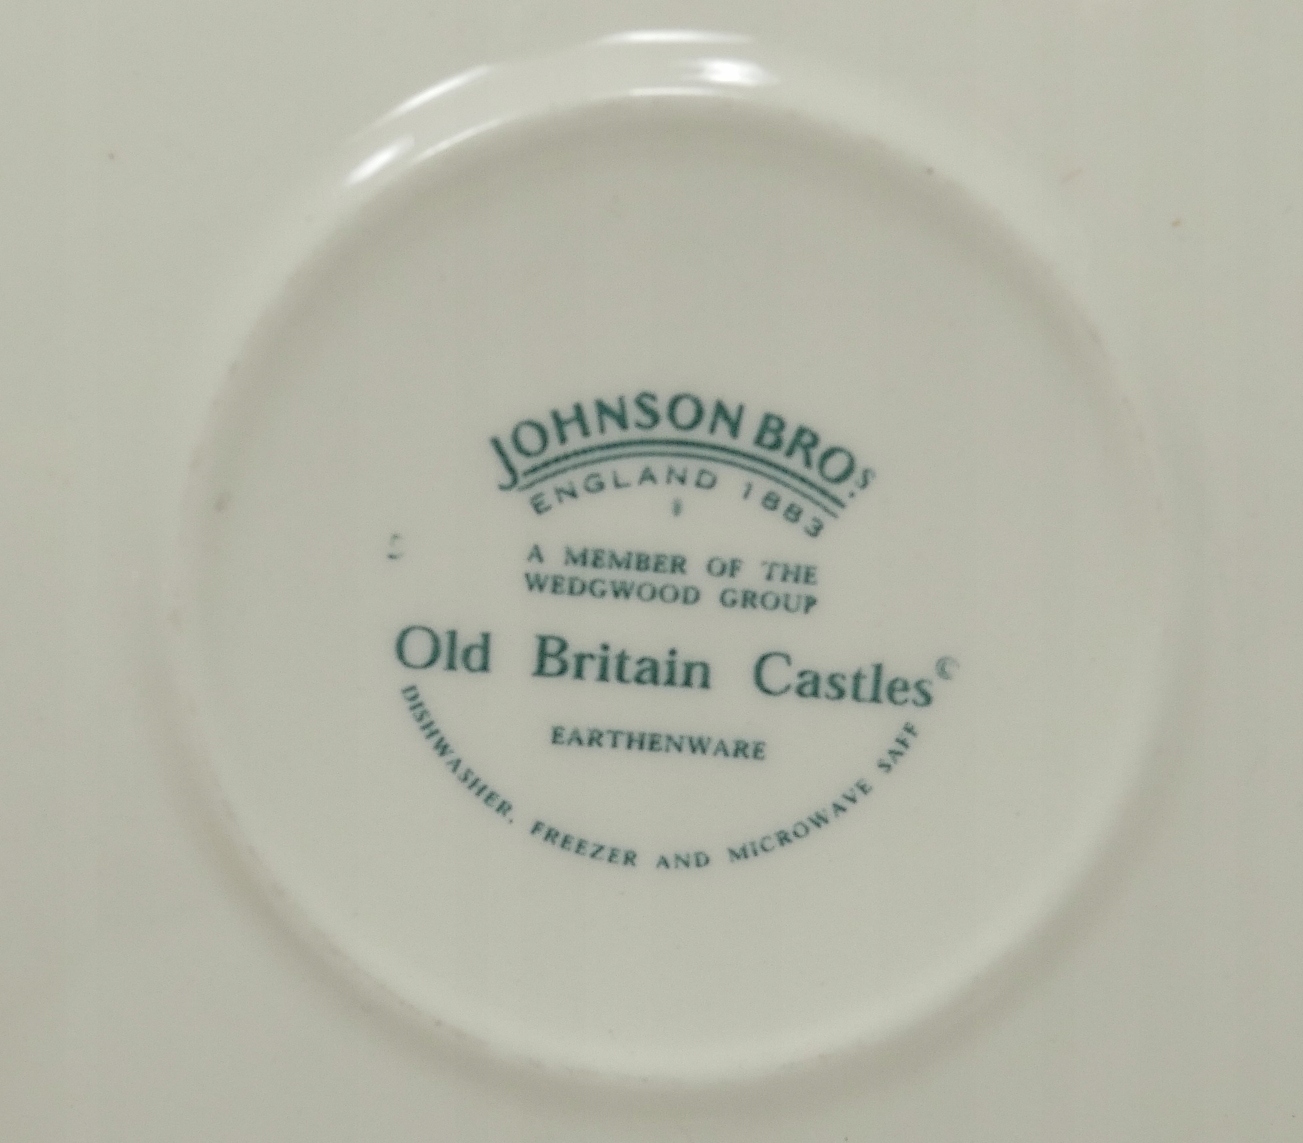 JOHNSON BROS.
ENGLAND 1883
A MEMBER OF THE
WEDGWOOD GROUP
Old Britain Castles©
EARTHENWARE
DISHWASHER, FREEZER AND MICROWAVE SAFE